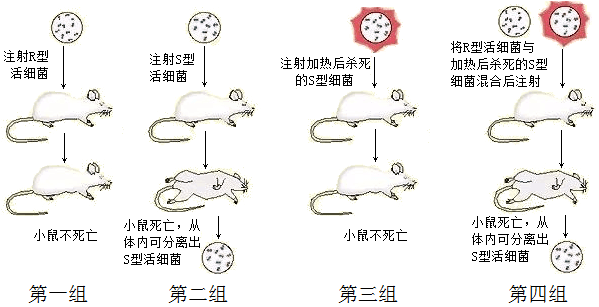 注射R型
活细菌
小鼠不死亡
第一组
注射S型
活细菌
小鼠死亡，从
体内可分离出
S型活细菌
第二组
注射加热后杀死
的S型细菌
小鼠不死亡
第三组
将R型活细菌与
加热后杀死的S型
细菌混合后注射
小鼠死亡，从
体内可分离出
S型活细菌
第四组